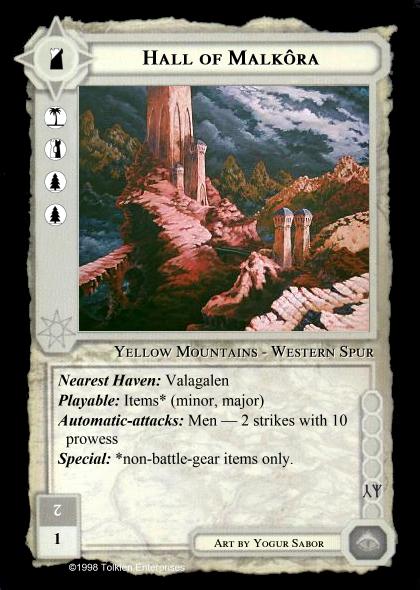 HALL OF MALKÔRA
YELLOW MOUNTAINS - WESTERN SPUR
Nearest Haven: Valagalen
Playable: Items* (minor, major)
Automatic-attacks: Men — 2 strikes with 10
prowess
Special: *non-battle-gear items only.
2
1
ART BY YOGUR SABOR
©1998 Tolkien Enterprises